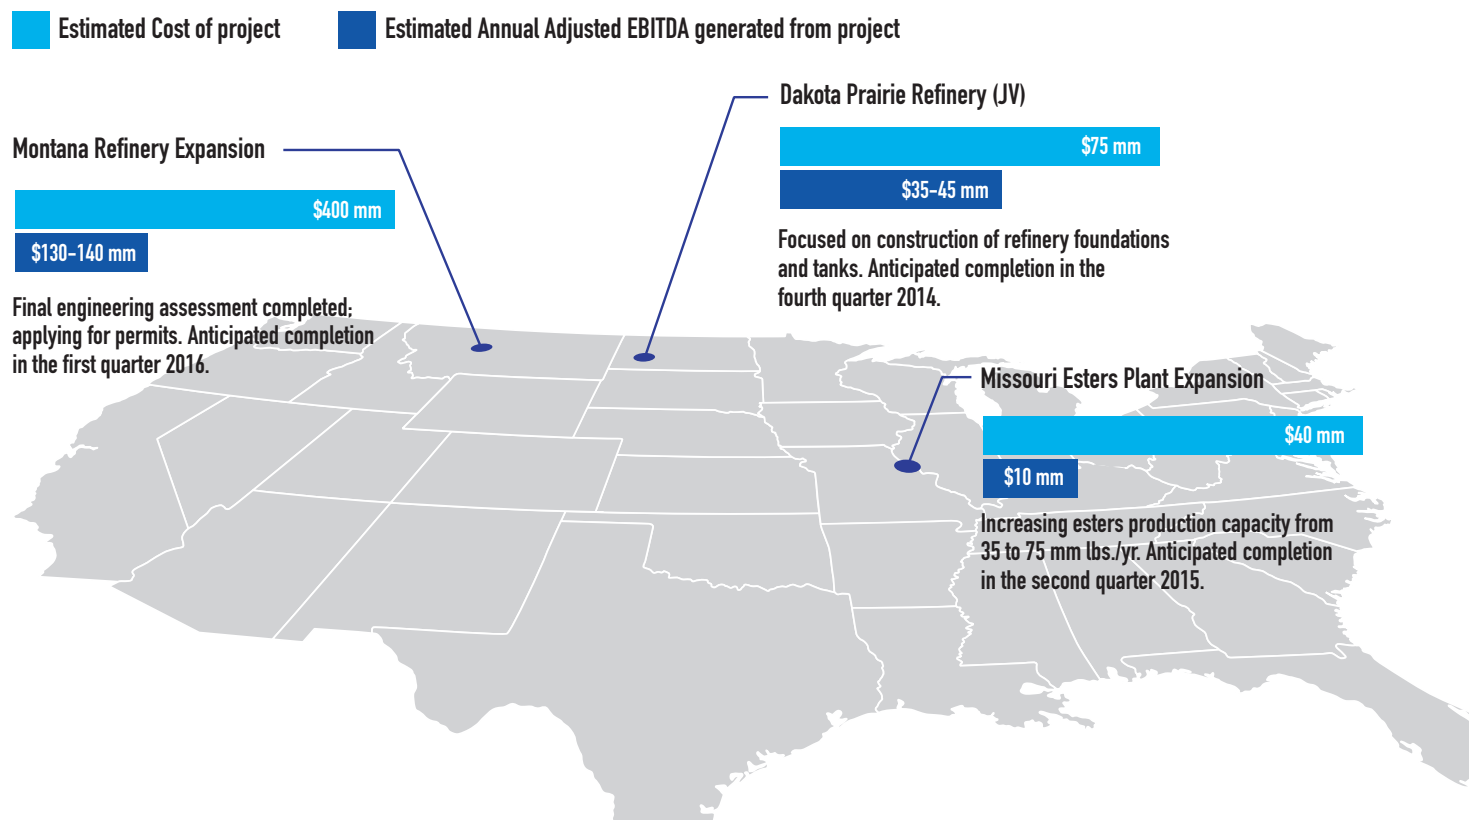 Estimated Cost of project
Estimated Annual Adjusted EBITDA generated from project
Dakota Prairie Refinery (JV)
$75 mm
$35-45 mm
Focused on construction of refinery foundations
and tanks. Anticipated completion in the
fourth quarter 2014.
Montana Refinery Expansion
$400 mm
$130-140 mm
Final engineering assessment completed;
applying for permits. Anticipated completion
in the first quarter 2016.
Missouri Esters Plant Expansion
$40 mm
$10 mm
Increasing esters production capacity from
35 to 75 mm lbs./yr. Anticipated completion
in the second quarter 2015.